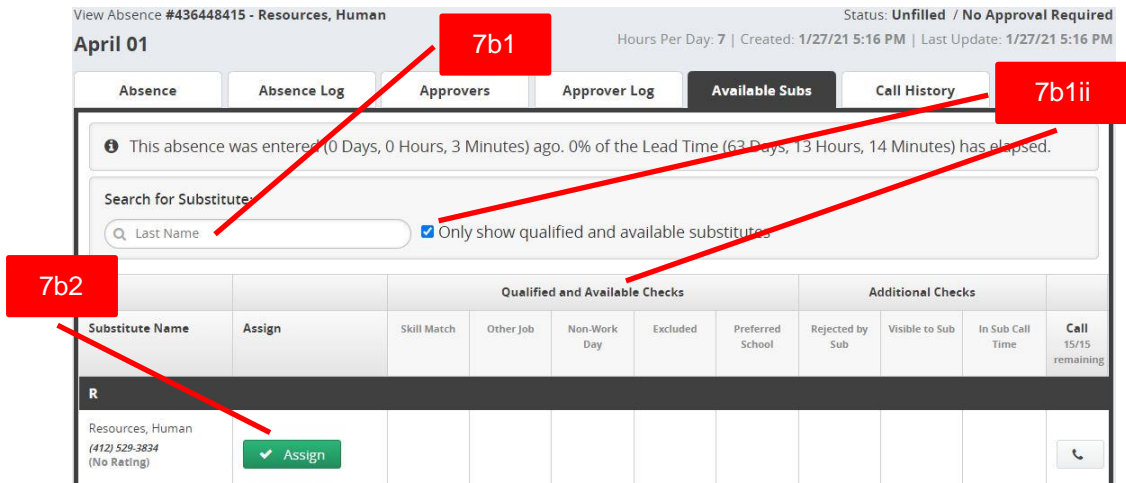 View Absence #436448415 - Resources, Human
Status: Unfilled / No Approval Required
April 01
7b1
Hours Per Day: 7 | Created: 1/27/21 5:16 PM | Last Update: 1/27/21 5:16 PM
Absence
Absence Log
Approvers
Approver Log
Available Subs
Call History
7b1ii
This absence was entered (0 Days, 0 Hours, 3 Minutes) ago. 0% of the Lead Time (63 Days, 13 Hours, 14 Minutes) has elapsed.
Search for Substitute:
Last Name
Only show qualified and available substitutes
7b2
Qualified and Available Checks
Additional Checks
Substitute Name
Assign
Skill Match
Other Job
Non-Work
Day
Excluded
Preferred
School
Rejected by
Sub
Visible to Sub
In Sub Call
Time
Call
15/15
remaining
R
Resources, Human
(412) 529-3834
(No Rating)
Assign